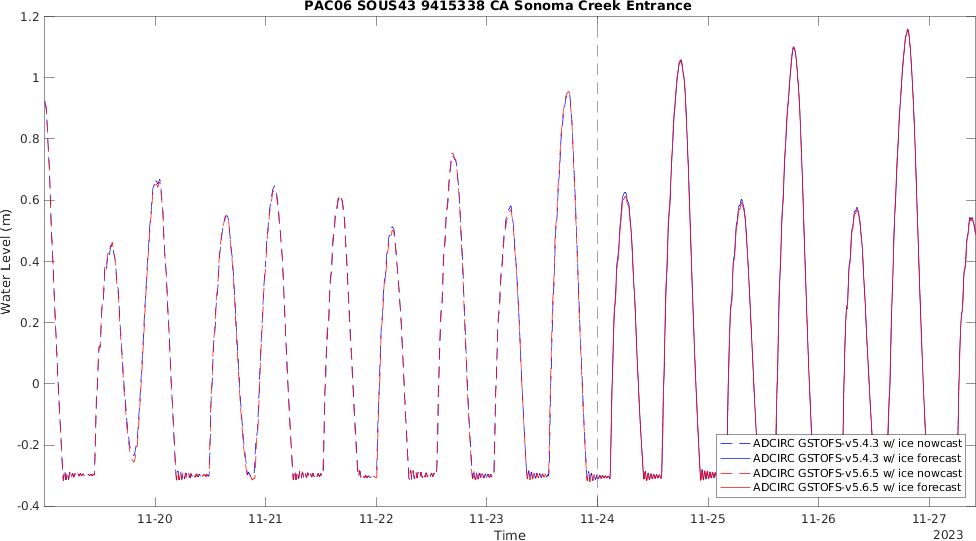 PAC06 SOUS43 9415338 CA Sonoma Creek Entrance
1.2
1
0.8
0.6
0.4
0.2
0
-0.2
-0.4
Water Level (m)
ADCIRC GSTOFS-v5.4.3 w/ ice nowcast
ADCIRC GSTOFS-v5.4.3 w/ ice forecast
ADCIRC GSTOFS-v5.6.5 w/ ice nowcast
ADCIRC GSTOFS-v5.6.5 w/ ice forecast
11-20 11-21 11-22 11-23 11-24 11-25 11-26 11-27
Time
2023